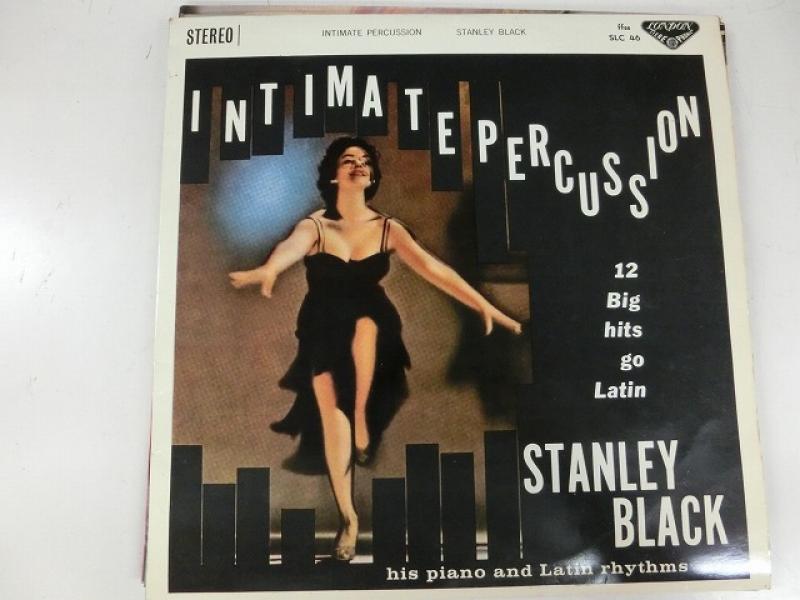 STEREO INTIMATE PERCUSSION STANLEY BLACK ffss
SLC 46
LONDON
INTIMATE PERCUSSION
12
Big
hits
go
Latin
STANLEY
BLACK
his piano and Latin rhythms